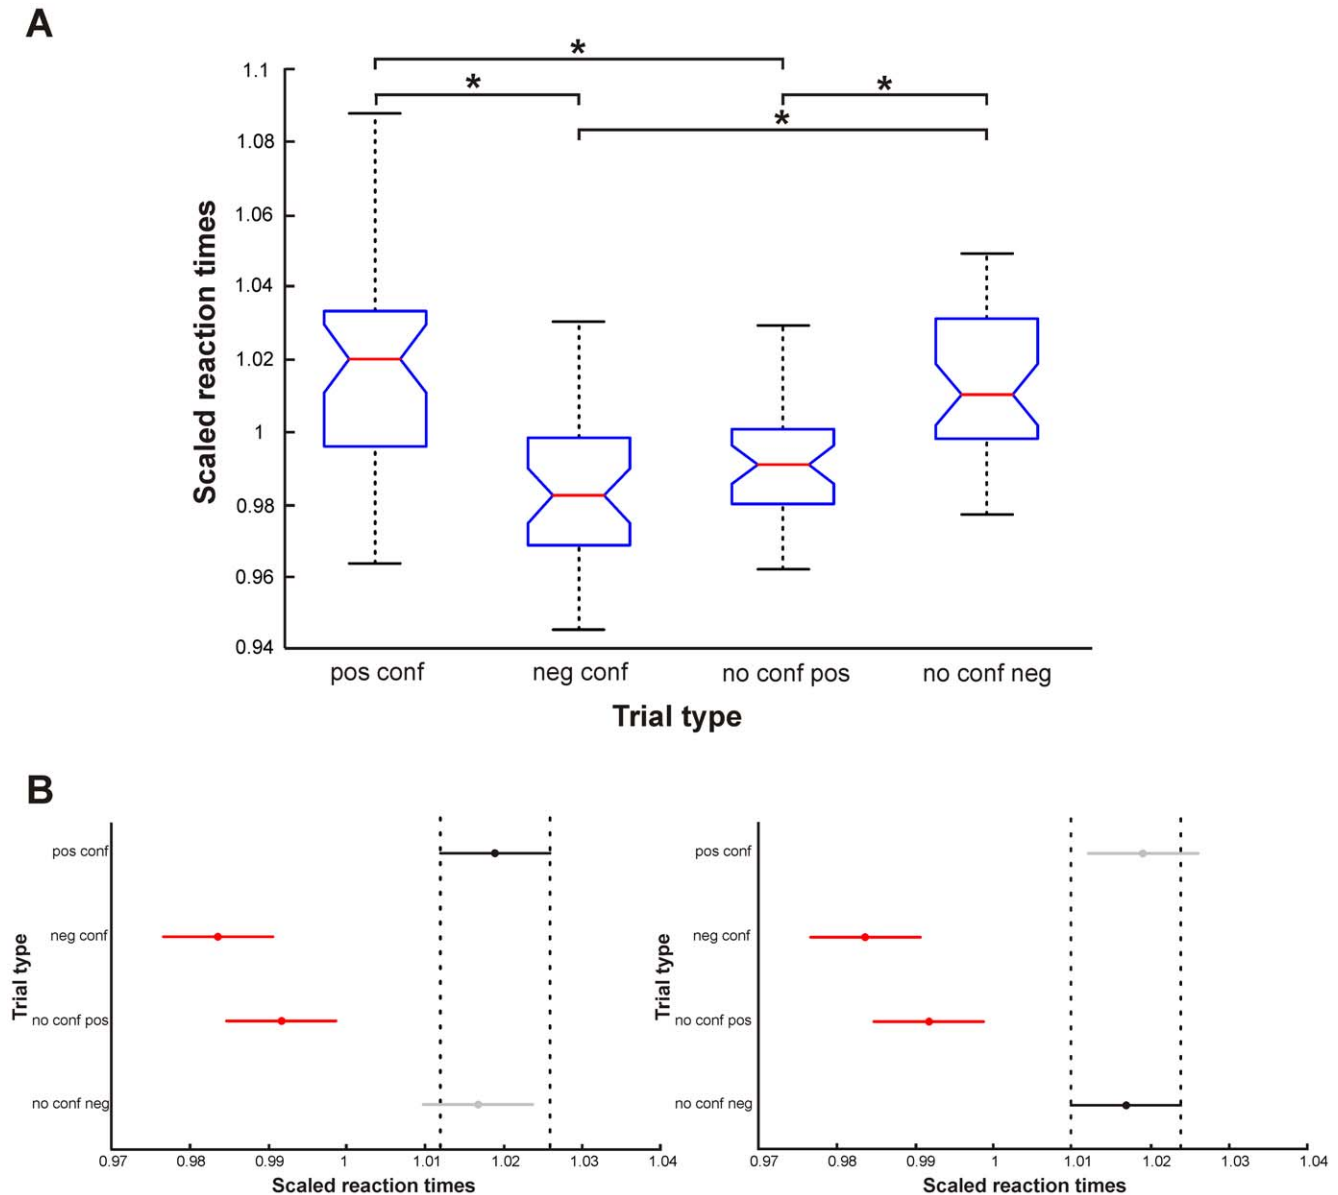 A
*
*
*
*
1.1
1.08
1.06
1.04
1.02
1
0.98
0.96
0.94
Scaled reaction times
pos conf
neg conf
no conf pos
no conf neg
Trial type
B
pos conf
neg conf
no conf pos
no conf neg
Trial type
0.97
0.98
0.99
1
1.01
1.02
1.03
1.04
Scaled reaction times
pos conf
neg conf
no conf pos
no conf neg
Trial type
0.97
0.98
0.99
1
1.01
1.02
1.03
1.04
Scaled reaction times